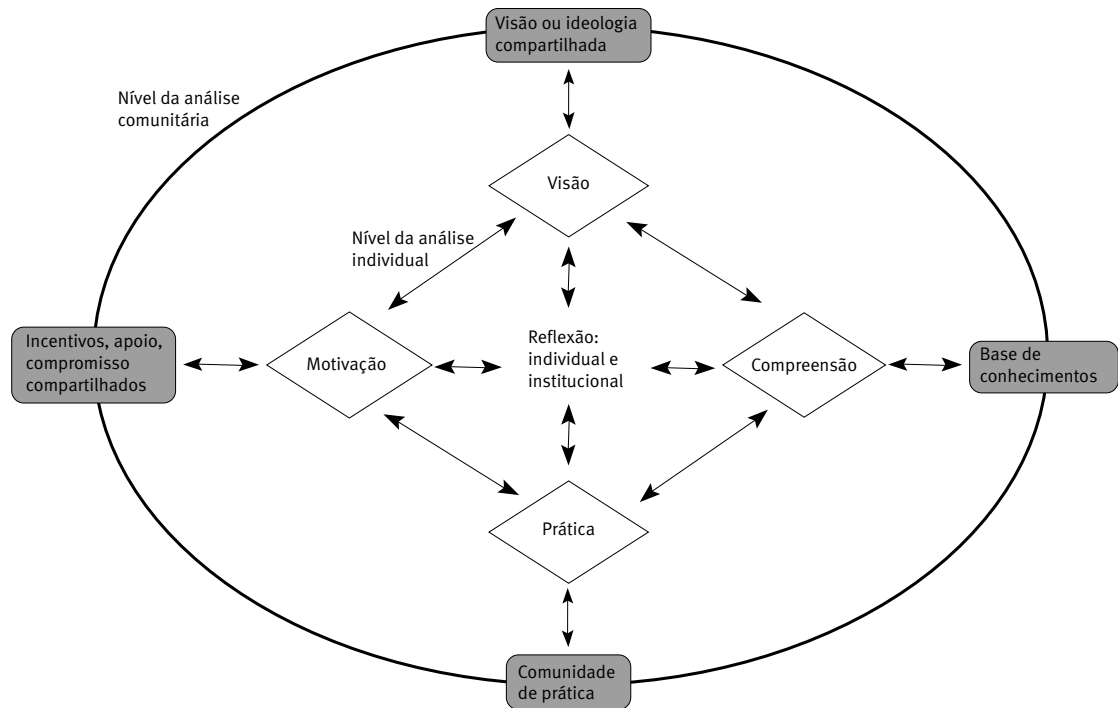 Visão ou ideologia
compartilhada
Nível da análise
comunitária
Visão
Nível da análise
individual
Incentivos, apoio,
compromisso
compartilhados
Motivação
Reflexão:
individual e
institucional
Compreensão
Base de
conhecimentos
Prática
Comunidade
de prática